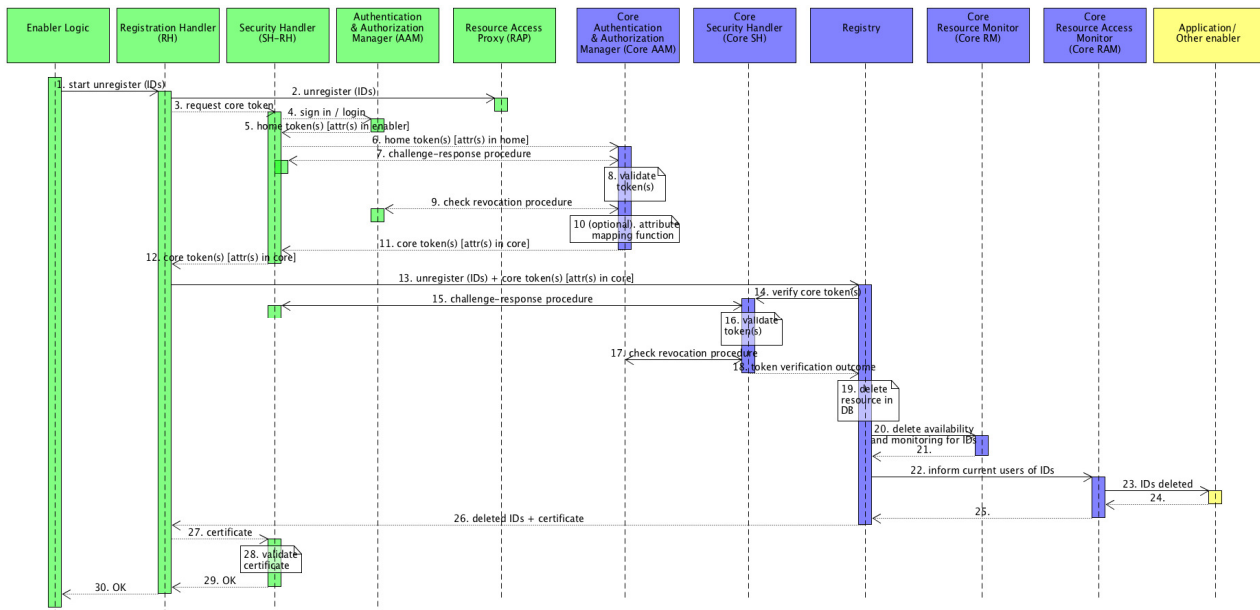 Enabler Logic
Registration Handler
(RH)
Security Handler
(SH-RH)
Authentication
& Authorization
Manager (AAM)
Resource Access
Proxy (RAP)
Core
Authentication
& Authorization
Manager (Core AAM)
Core
Security Handler
(Core SH)
Registry
Core
Resource Monitor
(Core RM)
Core
Resource Access
Monitor
(Core RAM)
Application/
Other enabler
1. start unregister (IDs)
2. unregister (IDs)
3. request core token
4. sign in / login
5. home token(s) [attr(s) in enabler]
6. home token(s) [attr(s) in home]
7. challenge-response procedure
8. validate
token(s)
9. check revocation procedure
10 (optional). attribute
mapping function
11. core token(s) [attr(s) in core]
12. core token(s) [attr(s) in core]
13. unregister (IDs) + core token(s) [attr(s) in core]
14. verify core token(s)
15. challenge-response procedure
16. validate
token(s)
17. check revocation procedure
18. token verification outcome
19. delete
resource in
DB
20. delete availability
and monitoring for IDs
21.
22. inform current users of IDs
23. IDs deleted
24.
25.
26. deleted IDs + certificate
27. certificate
28. validate
certificate
29. OK
30. OK